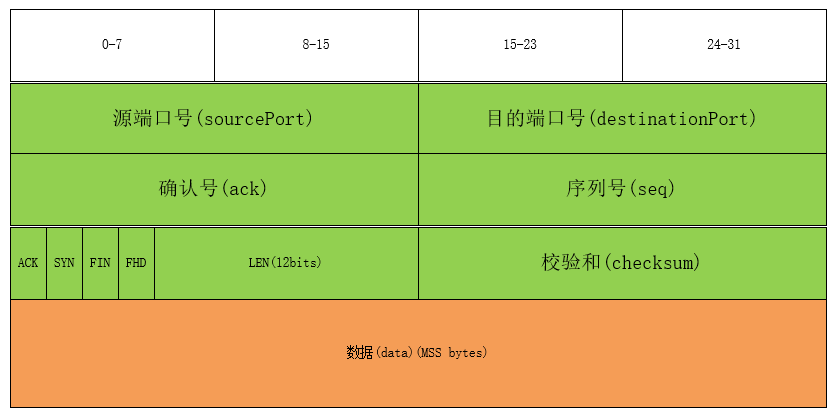 0-7 8-15 15-23 24-31
源端口号(sourcePort) 目的端口号(destinationPort)
确认号(ack) 序列号(seq)
ACK SYN FIN FHD LEN(12bits) 校验和(checksum)
数据(data)(MSS bytes)